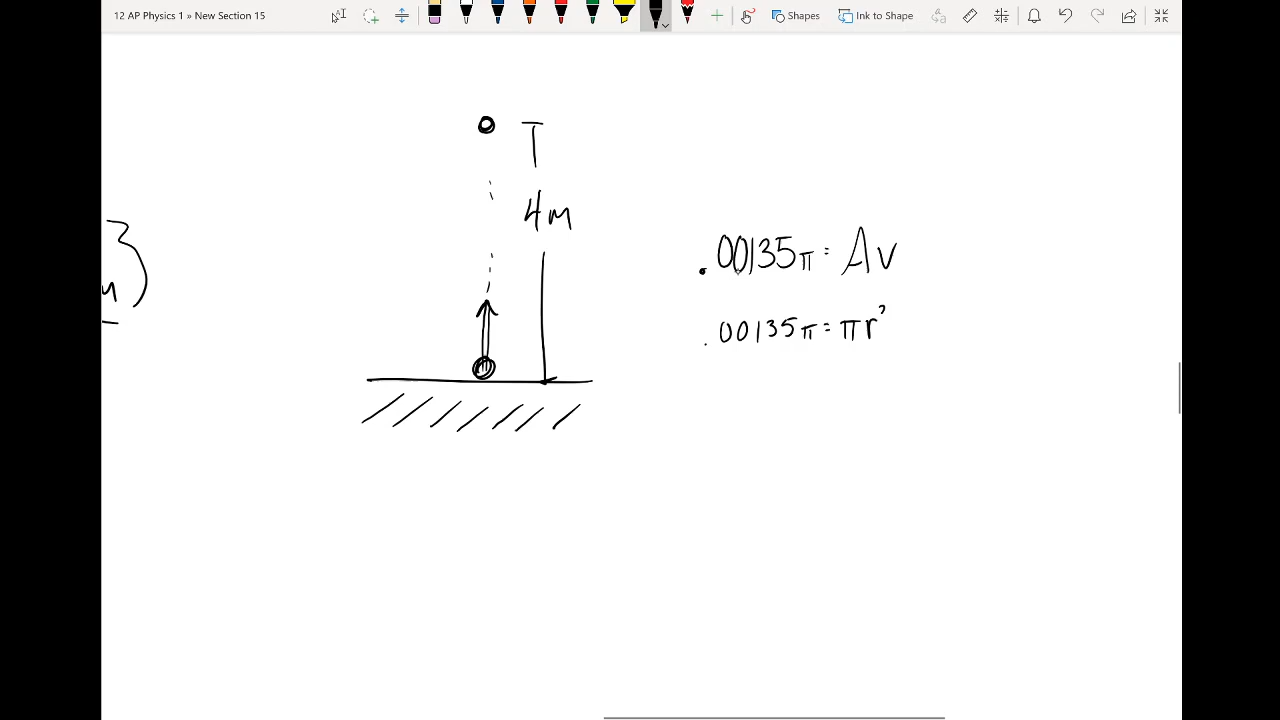 12 AP Physics 1 » New Section 15
Shapes
Ink to Shape
4m
.00135π = Av
.00135π = πr²